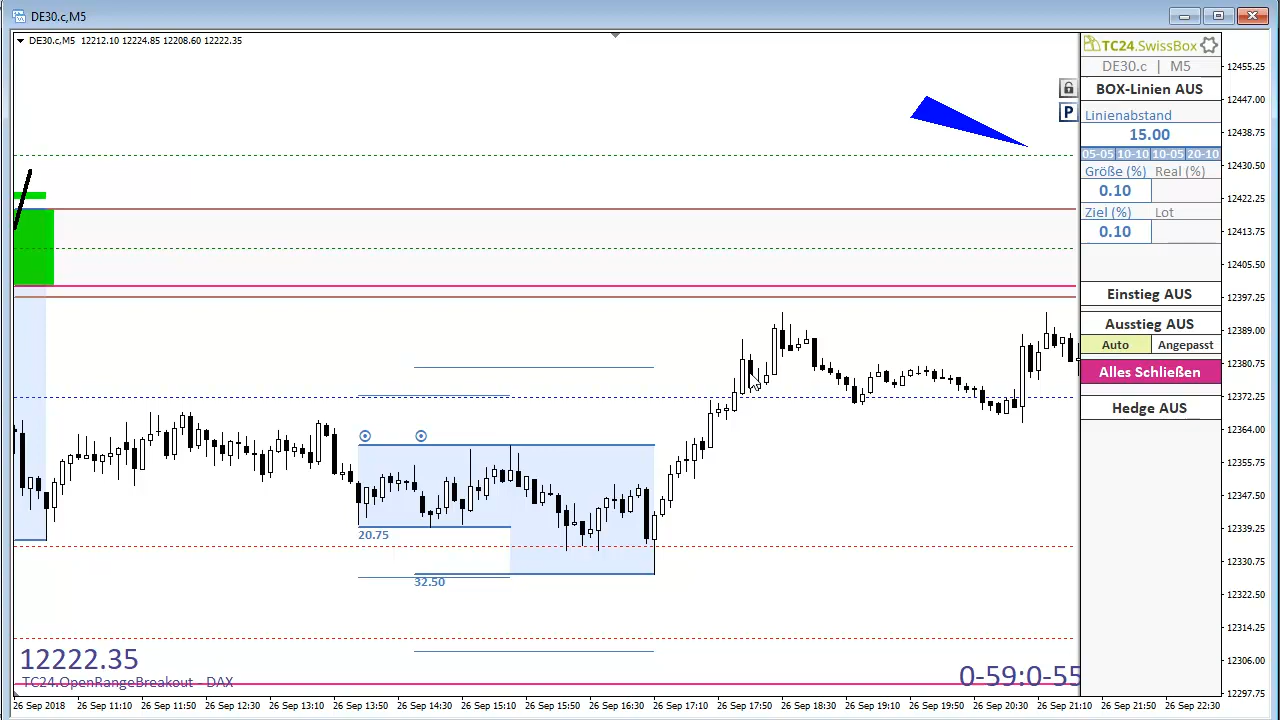 DE30.c,M5
DE30.c,M5 12212.10 12224.85 12208.60 12222.35
TC24.SwissBox
DE30.c | M5
BOX-Linien AUS
Linienabstand
15.00
05-05 10-10 10-05 20-10
Größe (%) Real (%)
0.10
Ziel (%) Lot
0.10
Einstieg AUS
Ausstieg AUS
Auto Angepasst
Alles Schließen
Hedge AUS
P
12455.25
12447.00
12438.75
12430.50
12422.25
12413.75
12405.50
12397.25
12389.00
12380.75
12372.25
12364.00
12355.75
12347.50
12339.25
12330.75
12322.50
12314.25
12306.00
12297.75
20.75
32.50
12222.35
TC24.OpenRangeBreakout - DAX
0-59:0-55
26 Sep 2018 26 Sep 11:10 26 Sep 11:50 26 Sep 12:30 26 Sep 13:10 26 Sep 13:50 26 Sep 14:30 26 Sep 15:10 26 Sep 15:50 26 Sep 16:30 26 Sep 17:10 26 Sep 17:50 26 Sep 18:30 26 Sep 19:10 26 Sep 19:50 26 Sep 20:30 26 Sep 21:10 26 Sep 21:50 26 Sep 22:30